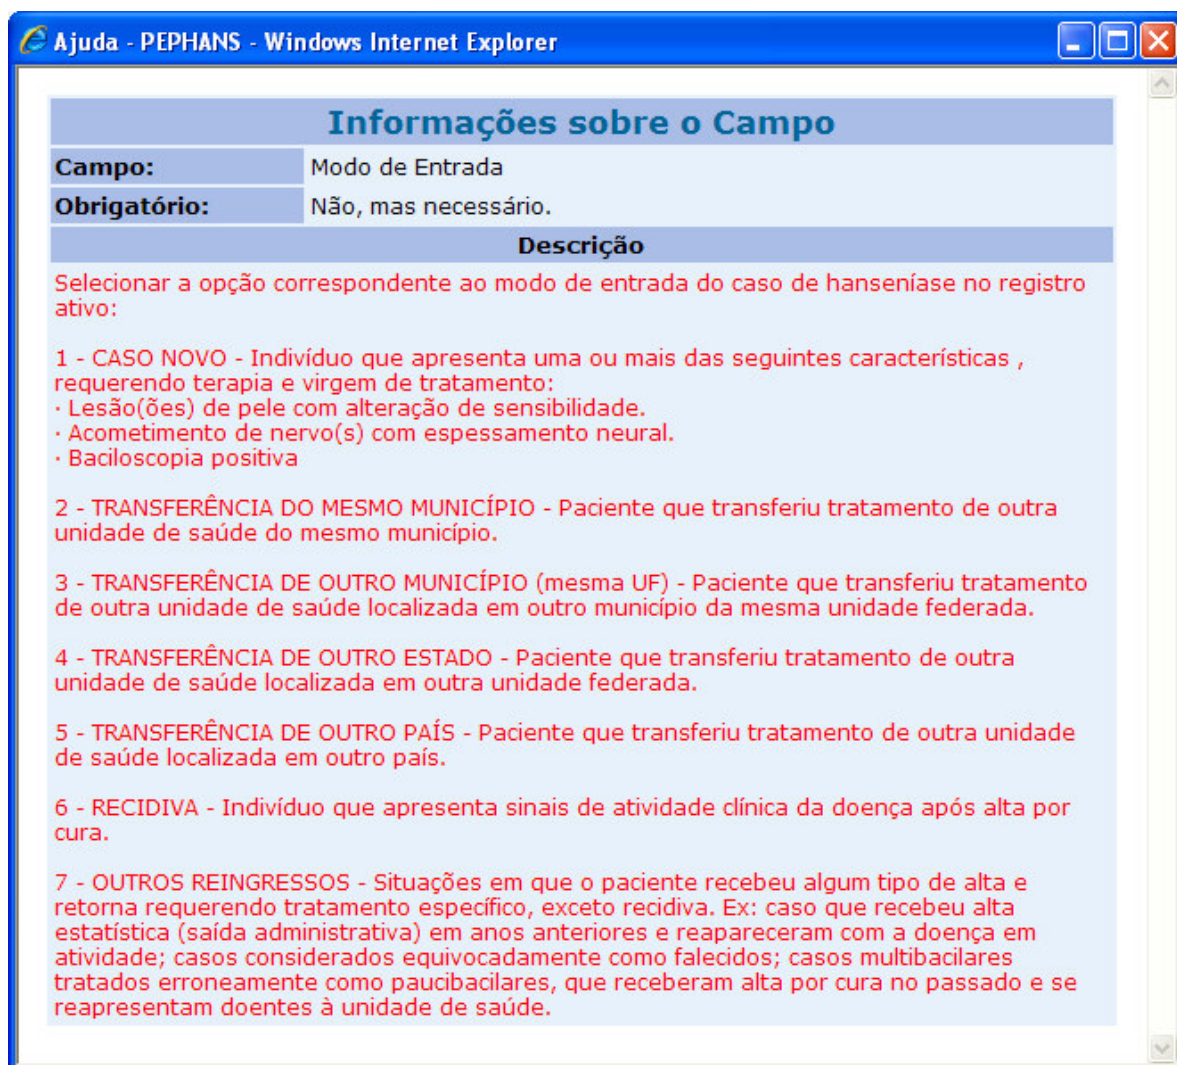 Ajuda - PEPHANS - Windows Internet Explorer
Informações sobre o Campo
Campo: Modo de Entrada
Obrigatório: Não, mas necessário.
Descrição
Selecionar a opção correspondente ao modo de entrada do caso de hanseníase no registro
ativo:
1 - CASO NOVO - Indivíduo que apresenta uma ou mais das seguintes características ,
requerendo terapia e virgem de tratamento:
· Lesão(ões) de pele com alteração de sensibilidade.
· Acometimento de nervo(s) com espessamento neural.
· Baciloscopia positiva
2 - TRANSFERÊNCIA DO MESMO MUNICÍPIO - Paciente que transferiu tratamento de outra
unidade de saúde do mesmo município.
3 - TRANSFERÊNCIA DE OUTRO MUNICÍPIO (mesma UF) - Paciente que transferiu tratamento
de outra unidade de saúde localizada em outro município da mesma unidade federada.
4 - TRANSFERÊNCIA DE OUTRO ESTADO - Paciente que transferiu tratamento de outra
unidade de saúde localizada em outra unidade federada.
5 - TRANSFERÊNCIA DE OUTRO PAÍS - Paciente que transferiu tratamento de outra unidade
de saúde localizada em outro país.
6 - RECIDIVA - Indivíduo que apresenta sinais de atividade clínica da doença após alta por
cura.
7 - OUTROS REINGRESSOS - Situações em que o paciente recebeu algum tipo de alta e
retorna requerendo tratamento específico, exceto recidiva. Ex: caso que recebeu alta
estatística (saída administrativa) em anos anteriores e reapareceram com a doença em
atividade; casos considerados equivocadamente como falecidos; casos multibacilares
tratados erroneamente como paucibacilares, que receberam alta por cura no passado e se
reapresentam doentes à unidade de saúde.